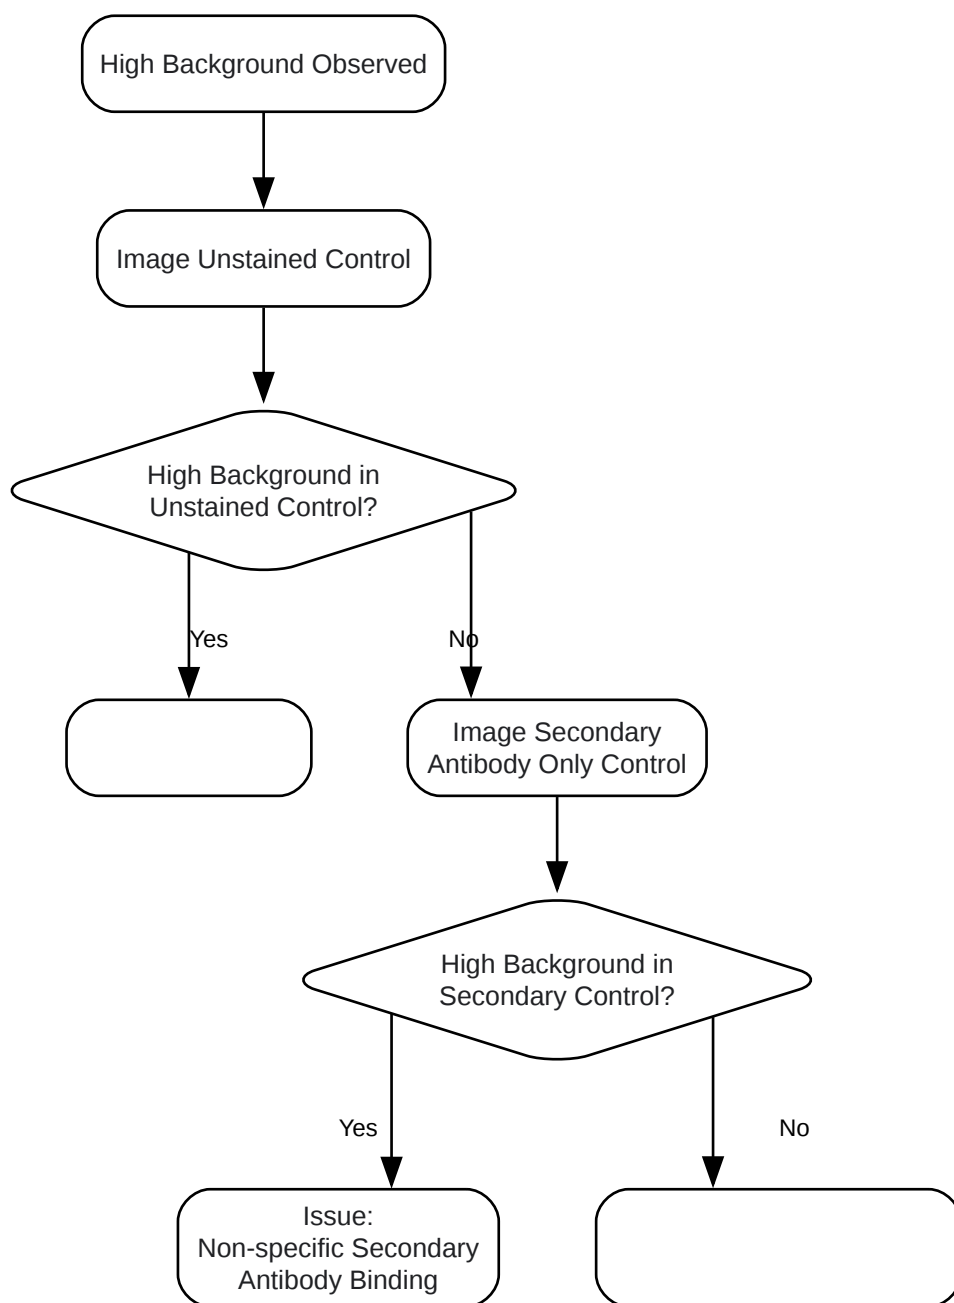 High Background Observed
Image Unstained Control
High Background in
Unstained Control?
Yes
No
Image Secondary
Antibody Only Control
High Background in
Secondary Control?
Yes
No
Issue:
Non-specific Secondary
Antibody Binding